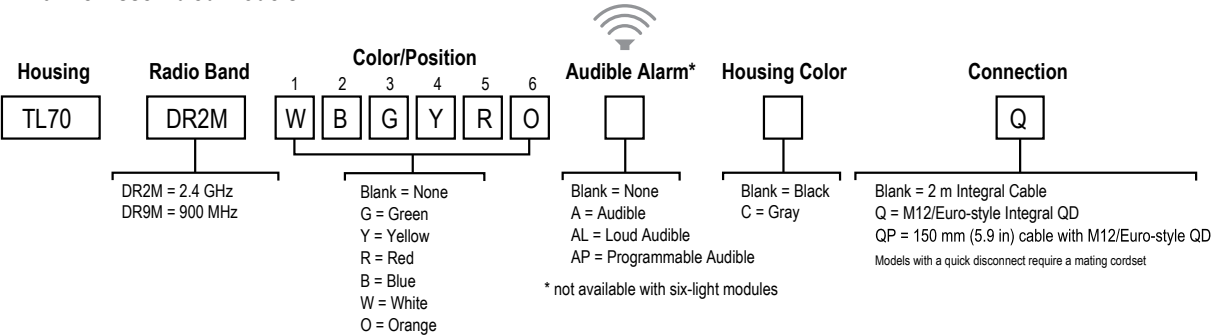 Housing
Radio Band
Color/Position
Audible Alarm*
Housing Color
Connection
1 2 3 4 5 6
TL70
DR2M
W B G Y R O
Q
DR2M = 2.4 GHz
DR9M = 900 MHz
Blank = None
G = Green
Y = Yellow
R = Red
B = Blue
W = White
O = Orange
Blank = None
A = Audible
AL = Loud Audible
AP = Programmable Audible
* not available with six-light modules
Blank = Black
C = Gray
Blank = 2 m Integral Cable
Q = M12/Euro-style Integral QD
QP = 150 mm (5.9 in) cable with M12/Euro-style QD
Models with a quick disconnect require a mating cordset